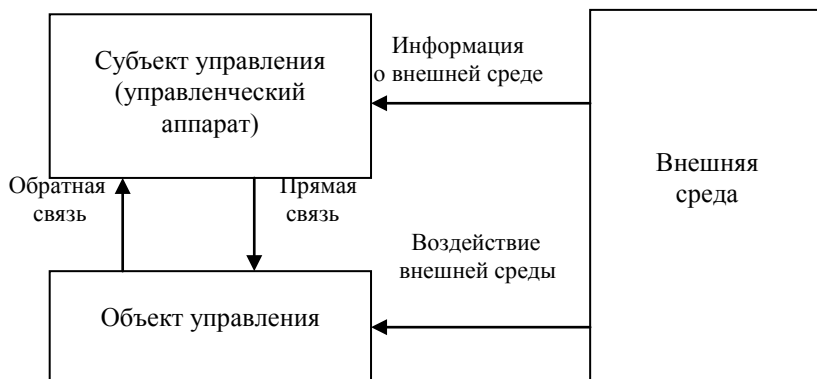 Субъект управления
(управленческий
аппарат)
Информация
о внешней среде
Внешняя
среда
Обратная
связь
Прямая
связь
Воздействие
внешней среды
Объект управления